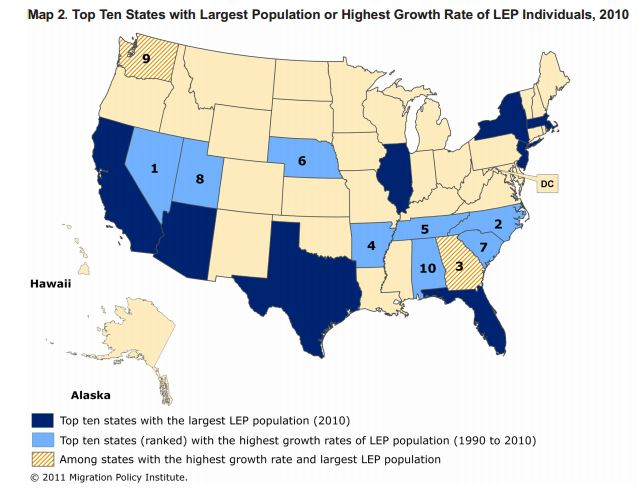 Map 2. Top Ten States with Largest Population or Highest Growth Rate of LEP Individuals, 2010
9
1
8
6
DC
2
5
4
7
3
10
Hawaii
Alaska
Top ten states with the largest LEP population (2010)
Top ten states (ranked) with the highest growth rates of LEP population (1990 to 2010)
Among states with the highest growth rate and largest LEP population
© 2011 Migration Policy Institute.